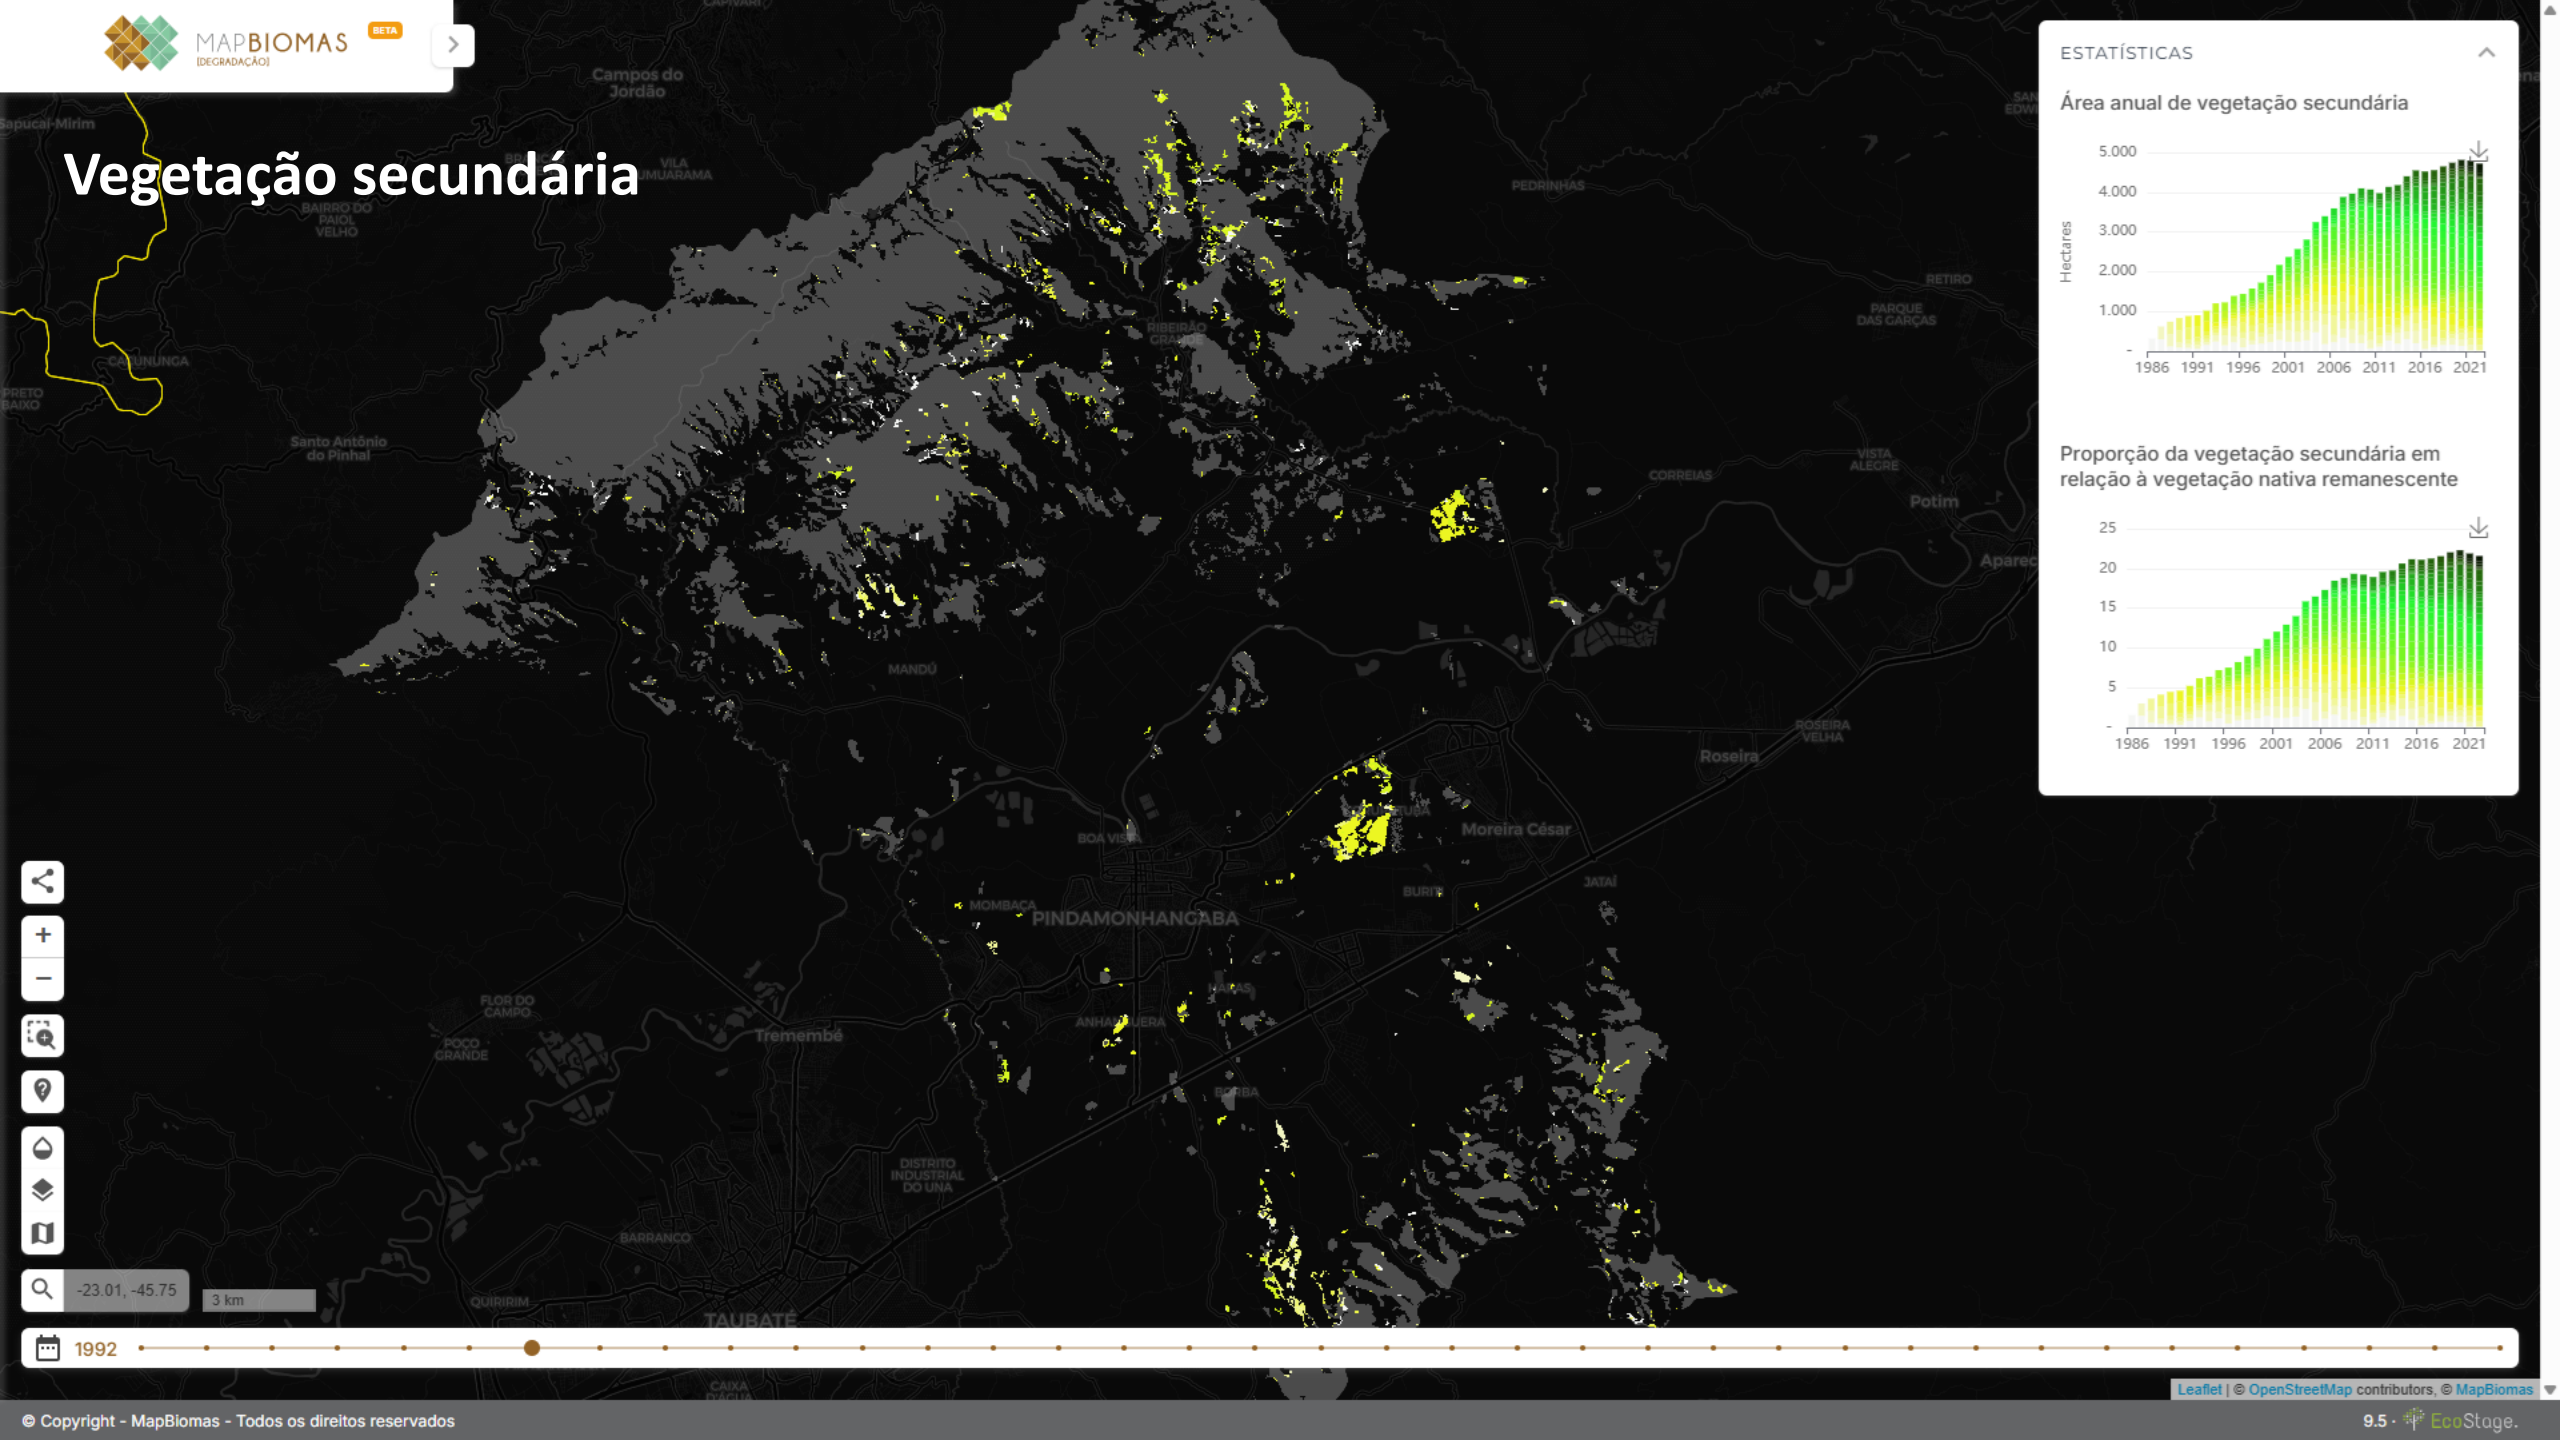 MAPBIOMAS
[DEGRADAÇÃO]
BETA
Vegetação secundária
Campos do
Jordão
Sapucaí-Mirim
VILA
BAIRRO DO
PAIOL
VELHO
PRETO
BAIXO
Santo Antônio
do Pinhal
PEDRINHAS
RETIRO
PARQUE
DAS GARÇAS
RIBEIRÃO
GRANDE
CORREIAS
VISTA
ALEGRE
Potim
MANDÚ
ROSEIRA
VELHA
Roseira
BOA VISTA
Moreira César
BURITI
JATAÍ
MOMBAÇA
PINDAMONHANGABA
FLOR DO
CAMPO
POÇO
GRANDE
Tremembé
ANHANGUERA
BORBA
DISTRITO
INDUSTRIAL
DO UNA
BARRANCO
QUIRIRIM
TAUBATÉ
CAIXA
D'ÁGUA
ESTATÍSTICAS
Área anual de vegetação secundária
Hectares
5.000
4.000
3.000
2.000
1.000
-
1986 1991 1996 2001 2006 2011 2016 2021
Proporção da vegetação secundária em
relação à vegetação nativa remanescente
25
20
15
10
5
-
1986 1991 1996 2001 2006 2011 2016 2021
-23.01, -45.75
3 km
1992
Leaflet | © OpenStreetMap contributors, © MapBiomas
© Copyright - MapBiomas - Todos os direitos reservados
9.5 · EcoStage.